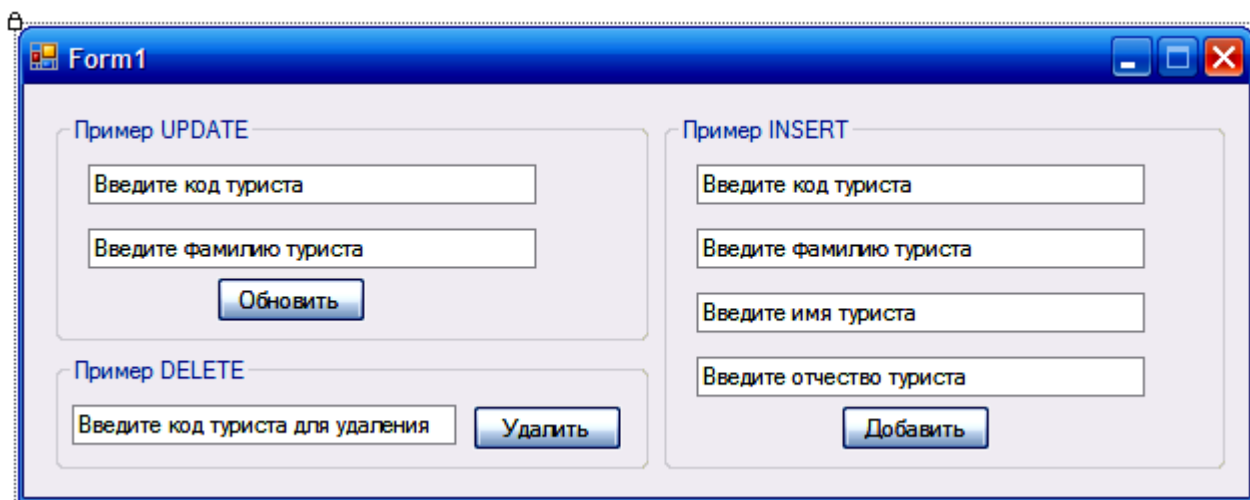 Form1
Пример UPDATE
Введите код туриста
Введите фамилию туриста
Обновить
Пример DELETE
Введите код туриста для удаления
Удалить
Пример INSERT
Введите код туриста
Введите фамилию туриста
Введите имя туриста
Введите отчество туриста
Добавить